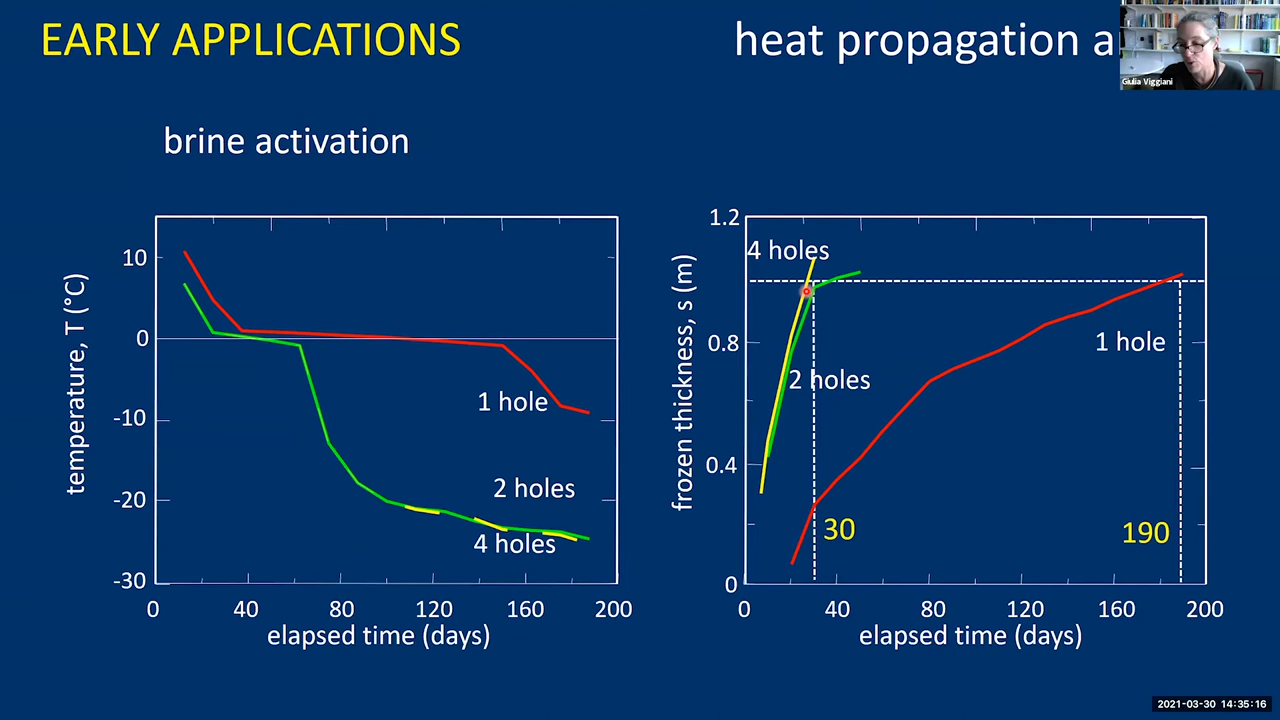 EARLY APPLICATIONS
heat propagation a
Giulia Viggiani
brine activation
temperature, T (°C)
10
0
-10
-20
-30
1 hole
2 holes
4 holes
0 40 80 120 160 200
elapsed time (days)
frozen thickness, s (m)
1.2
0.8
0.4
0
4 holes
2 holes
1 hole
30
190
0 40 80 120 160 200
elapsed time (days)
2021-03-30 14:35:16